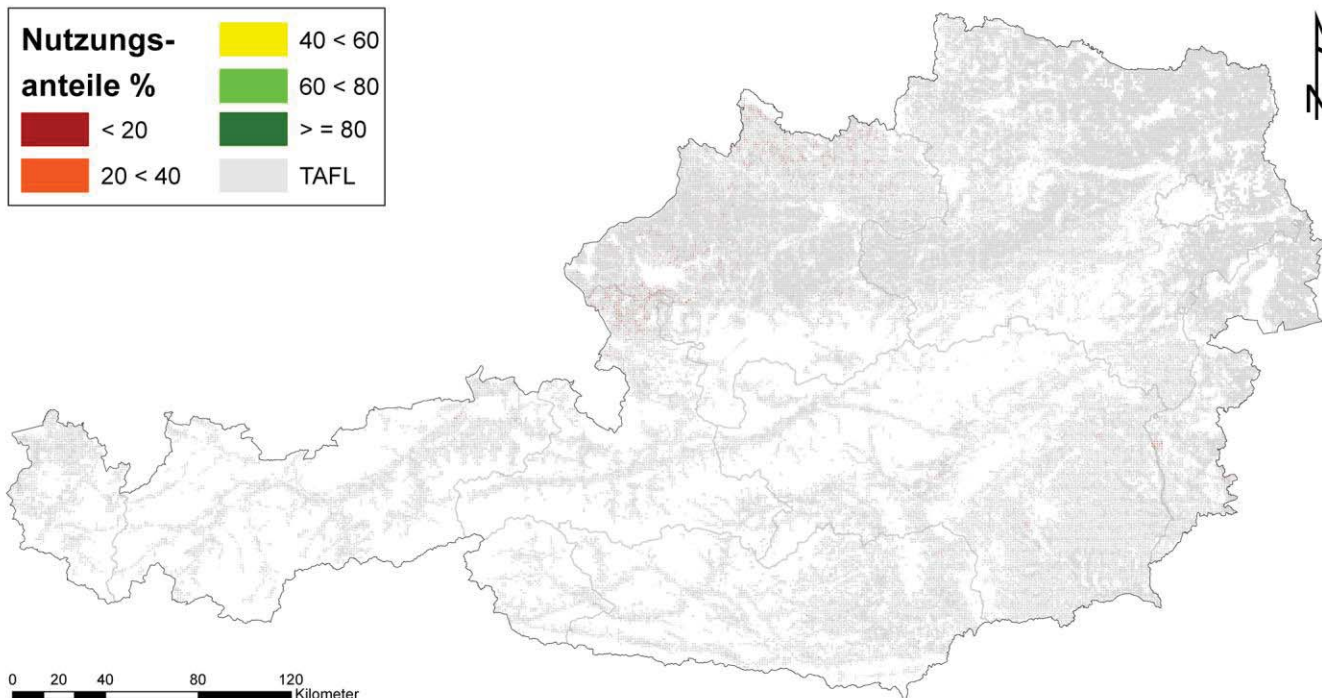 Nutzungs-
anteile %
< 20
20 < 40
40 < 60
60 < 80
> = 80
TAFL
N
0 20 40 80 120
Kilometer